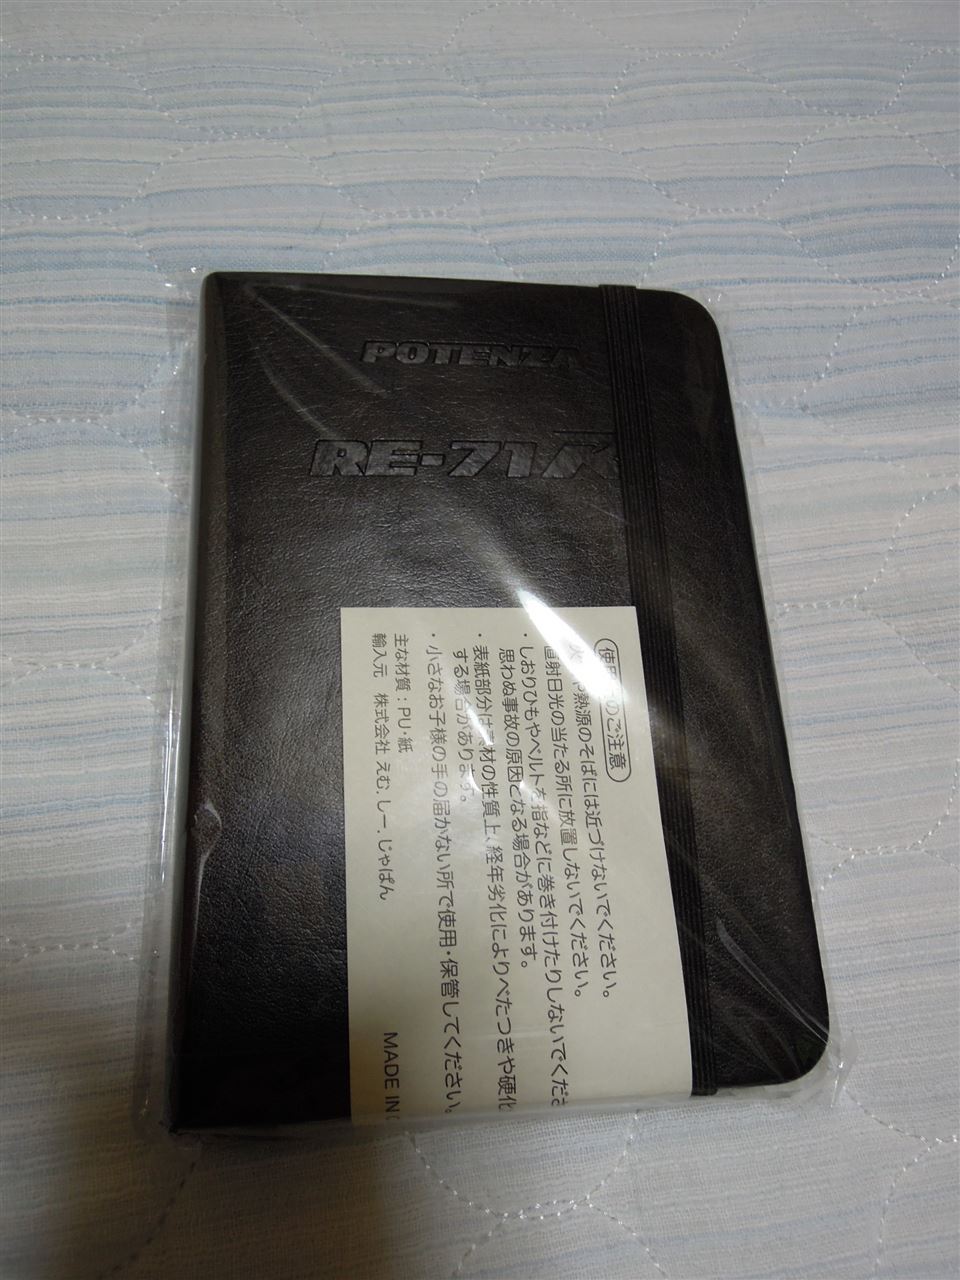 POTENZA
RE-71
使用 のご注意
や熱源のそばには近づけないでください。
直射日光の当たる所に放置しないでください。
・しおりひもやベルトを指などに巻き付けたりしないでくださ
思わぬ事故の原因となる場合があります。
・表紙部分は素材の性質上、経年劣化によりべたつきや硬化
する場合があります。
・小さなお子様の手の届かない所で使用・保管してください。
主な材質：PU・紙
輸入元 株式会社 えむ.しー.じゃぱん
MADE IN